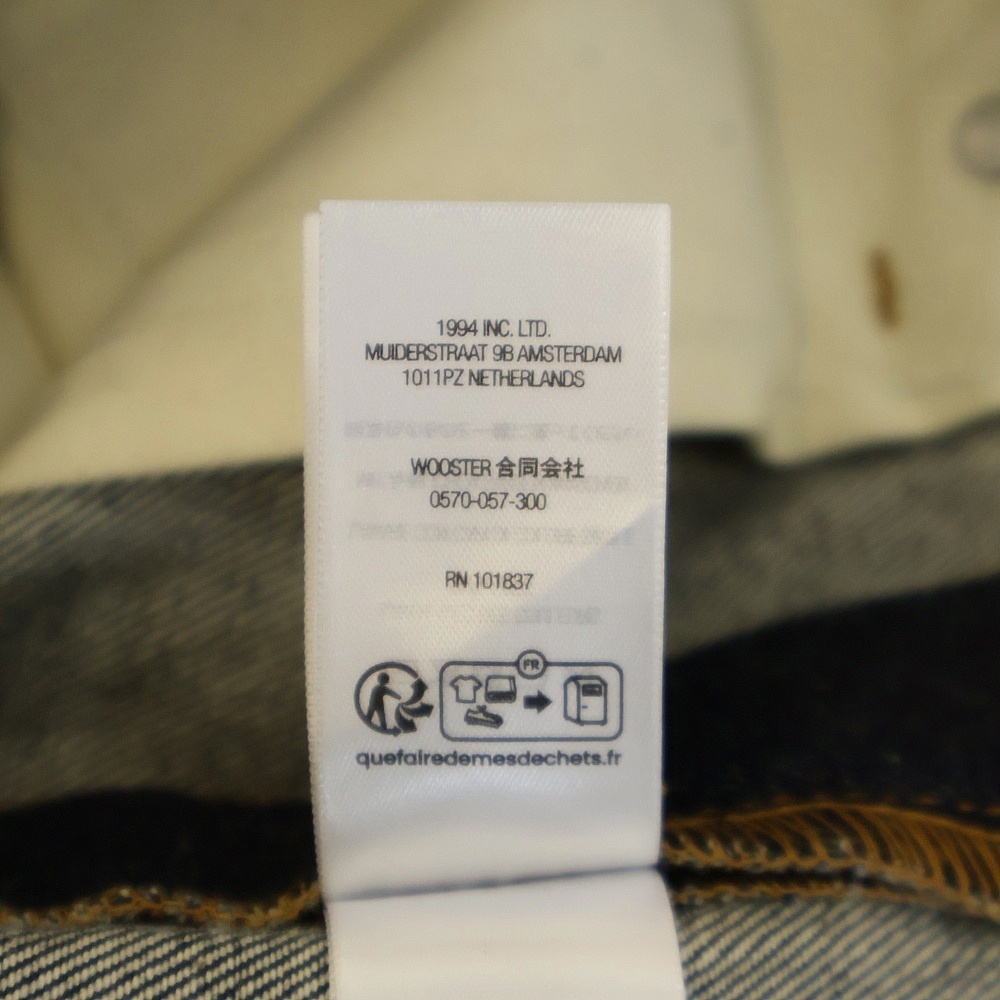 1994 INC. LTD.
MUIDERSTRAAT 9B AMSTERDAM
1011PZ NETHERLANDS
WOOSTER 合同会社
0570-057-300
RN 101837
FR
quefairedemesdechets.fr